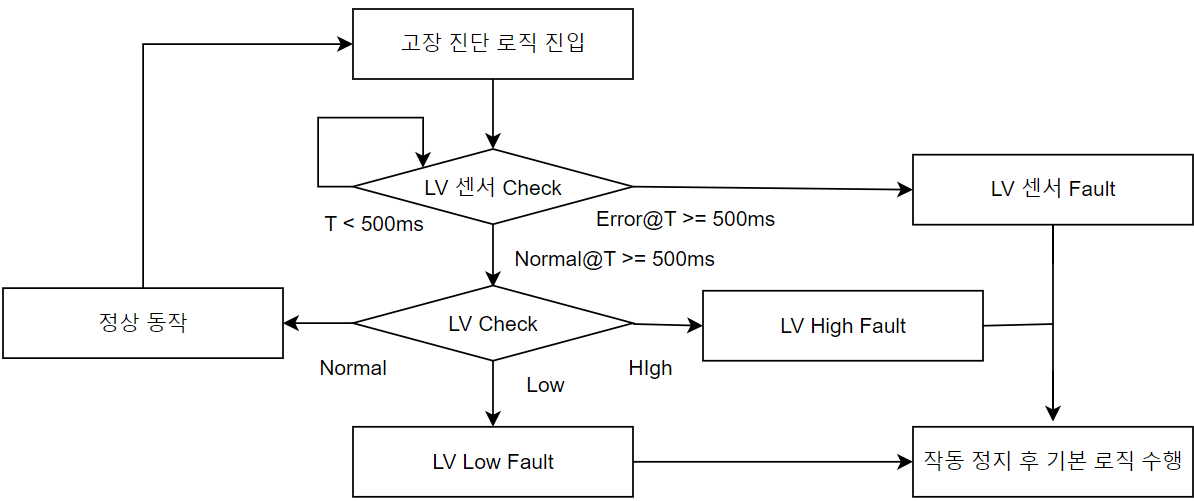 고장 진단 로직 진입
LV 센서 Check
LV 센서 Fault
T < 500ms
Error@T >= 500ms
Normal@T >= 500ms
정상 동작
LV Check
LV High Fault
Normal
HIgh
Low
LV Low Fault
작동 정지 후 기본 로직 수행